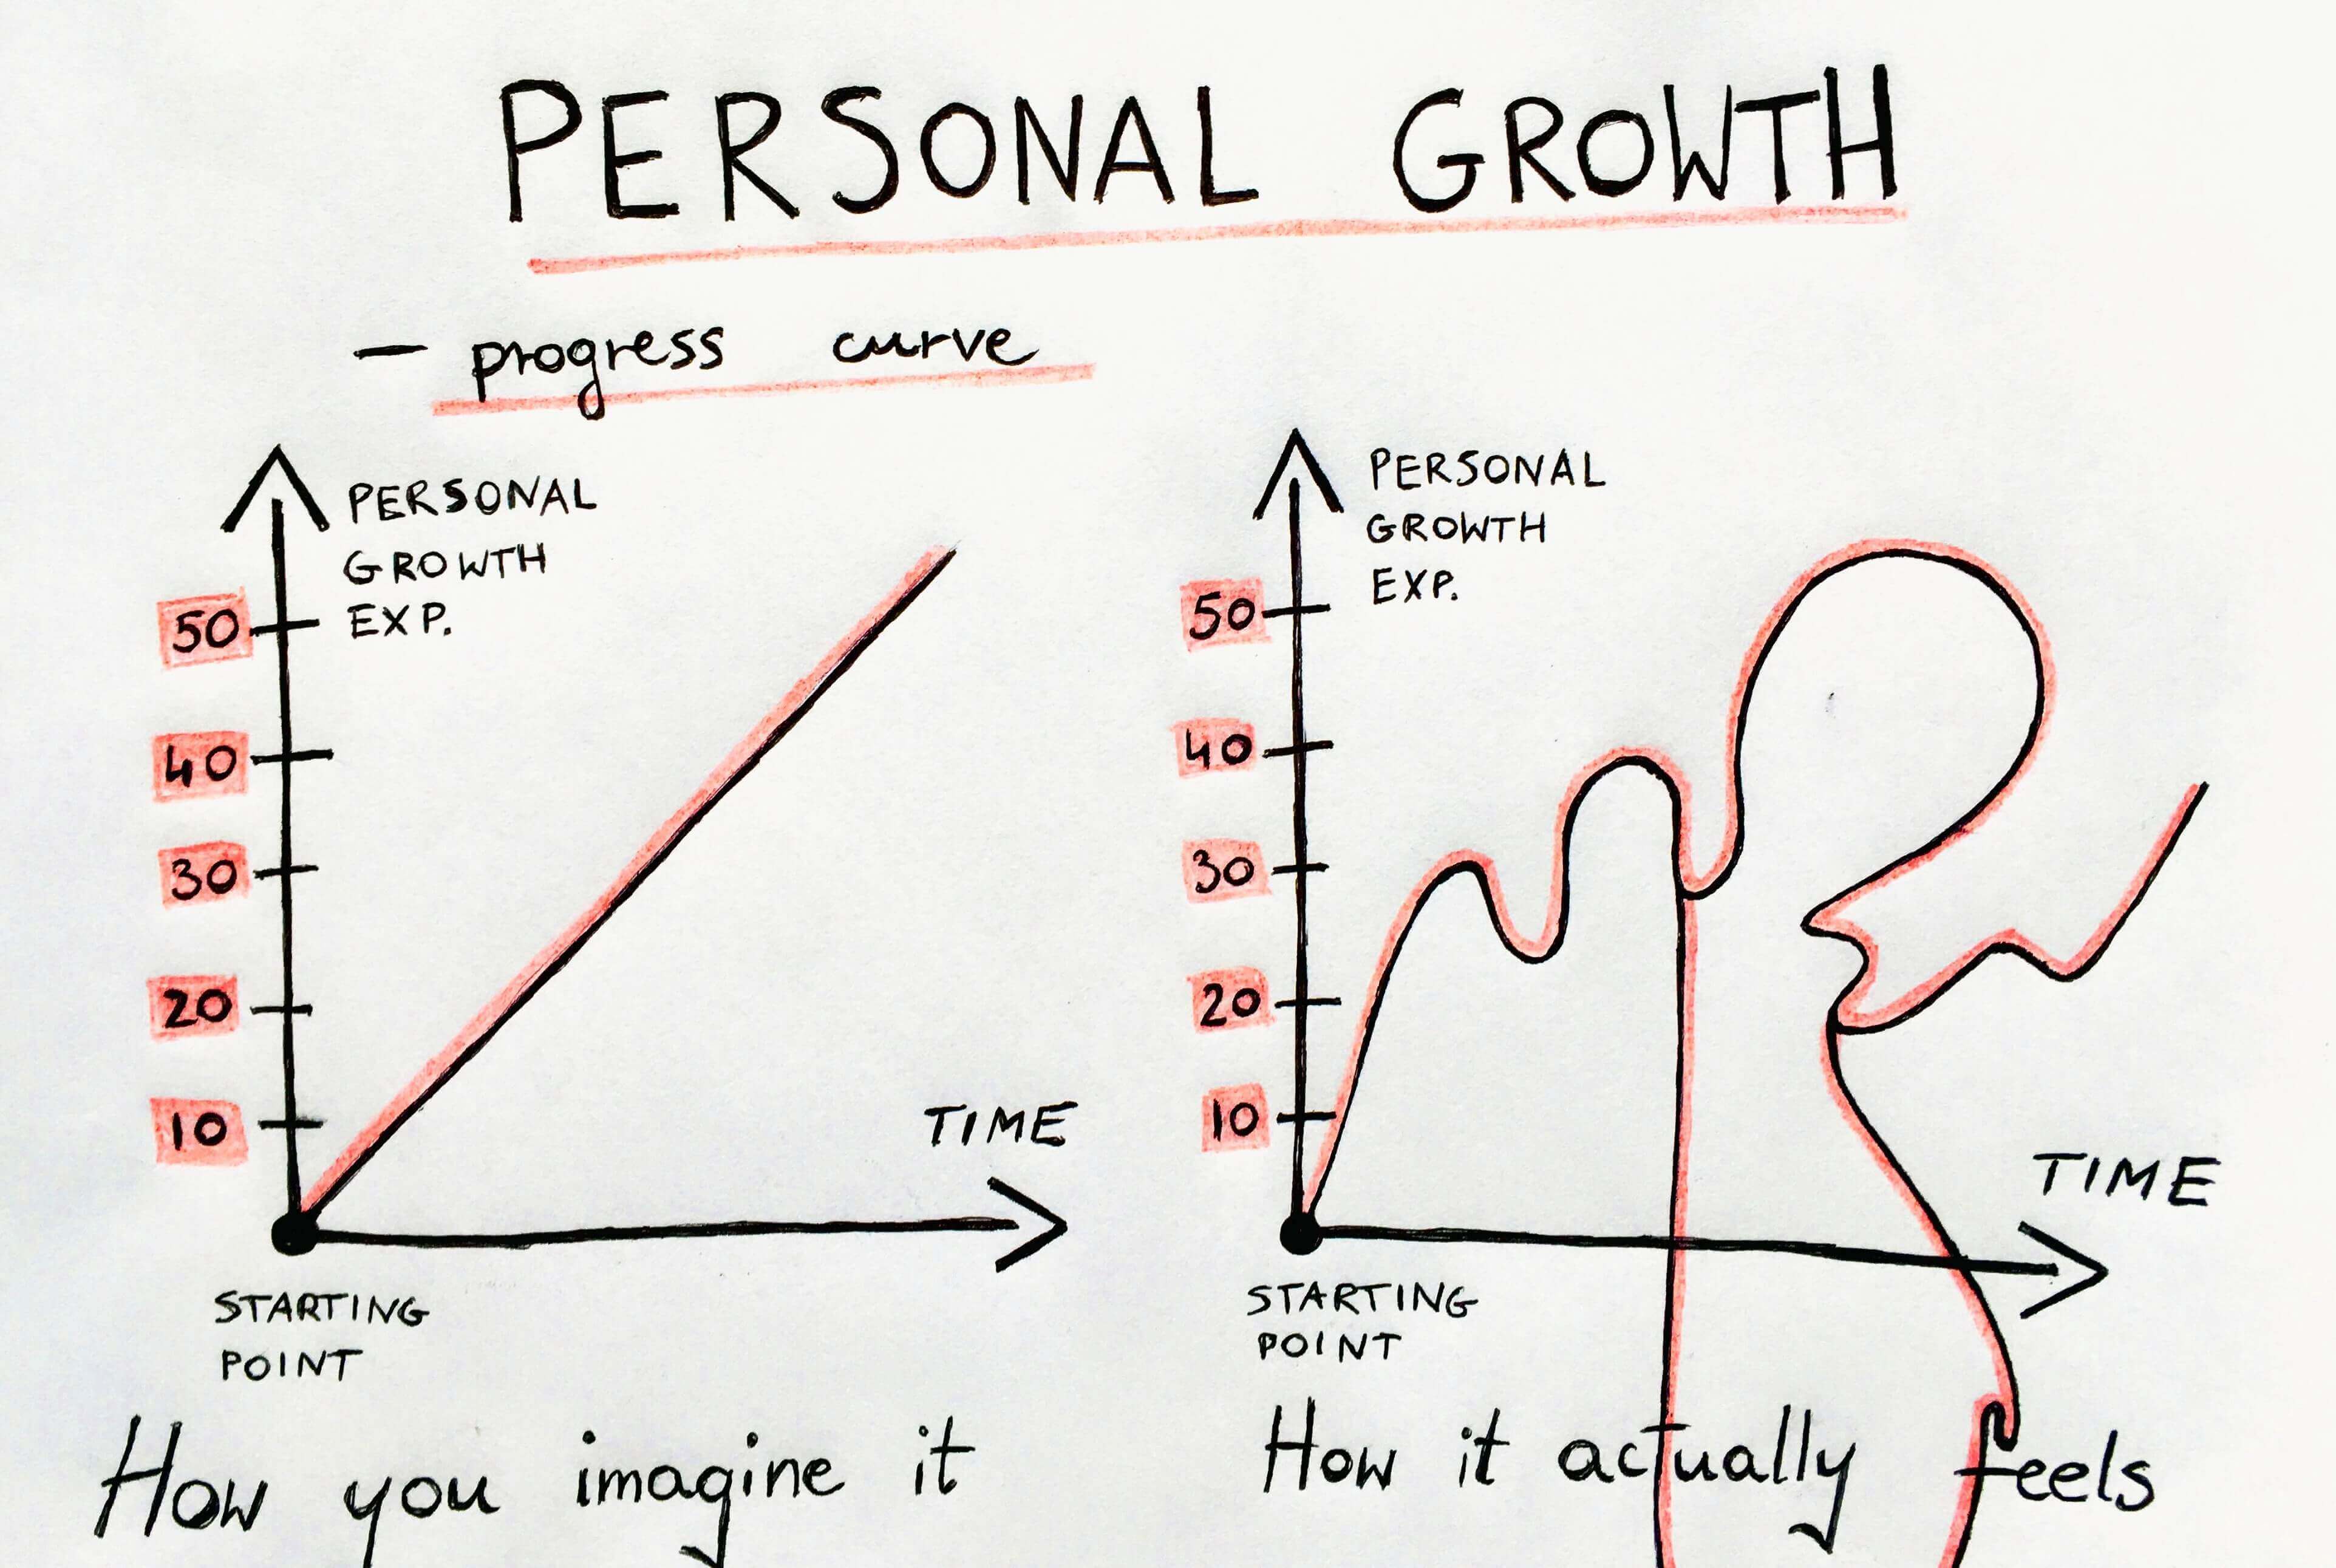 PERSONAL GROWTH
— progress curve
PERSONAL
GROWTH
EXP.
50
40
30
20
10
TIME
STARTING
POINT
How you imagine it
PERSONAL
GROWTH
EXP.
50
40
30
20
10
TIME
STARTING
POINT
How it actually feels